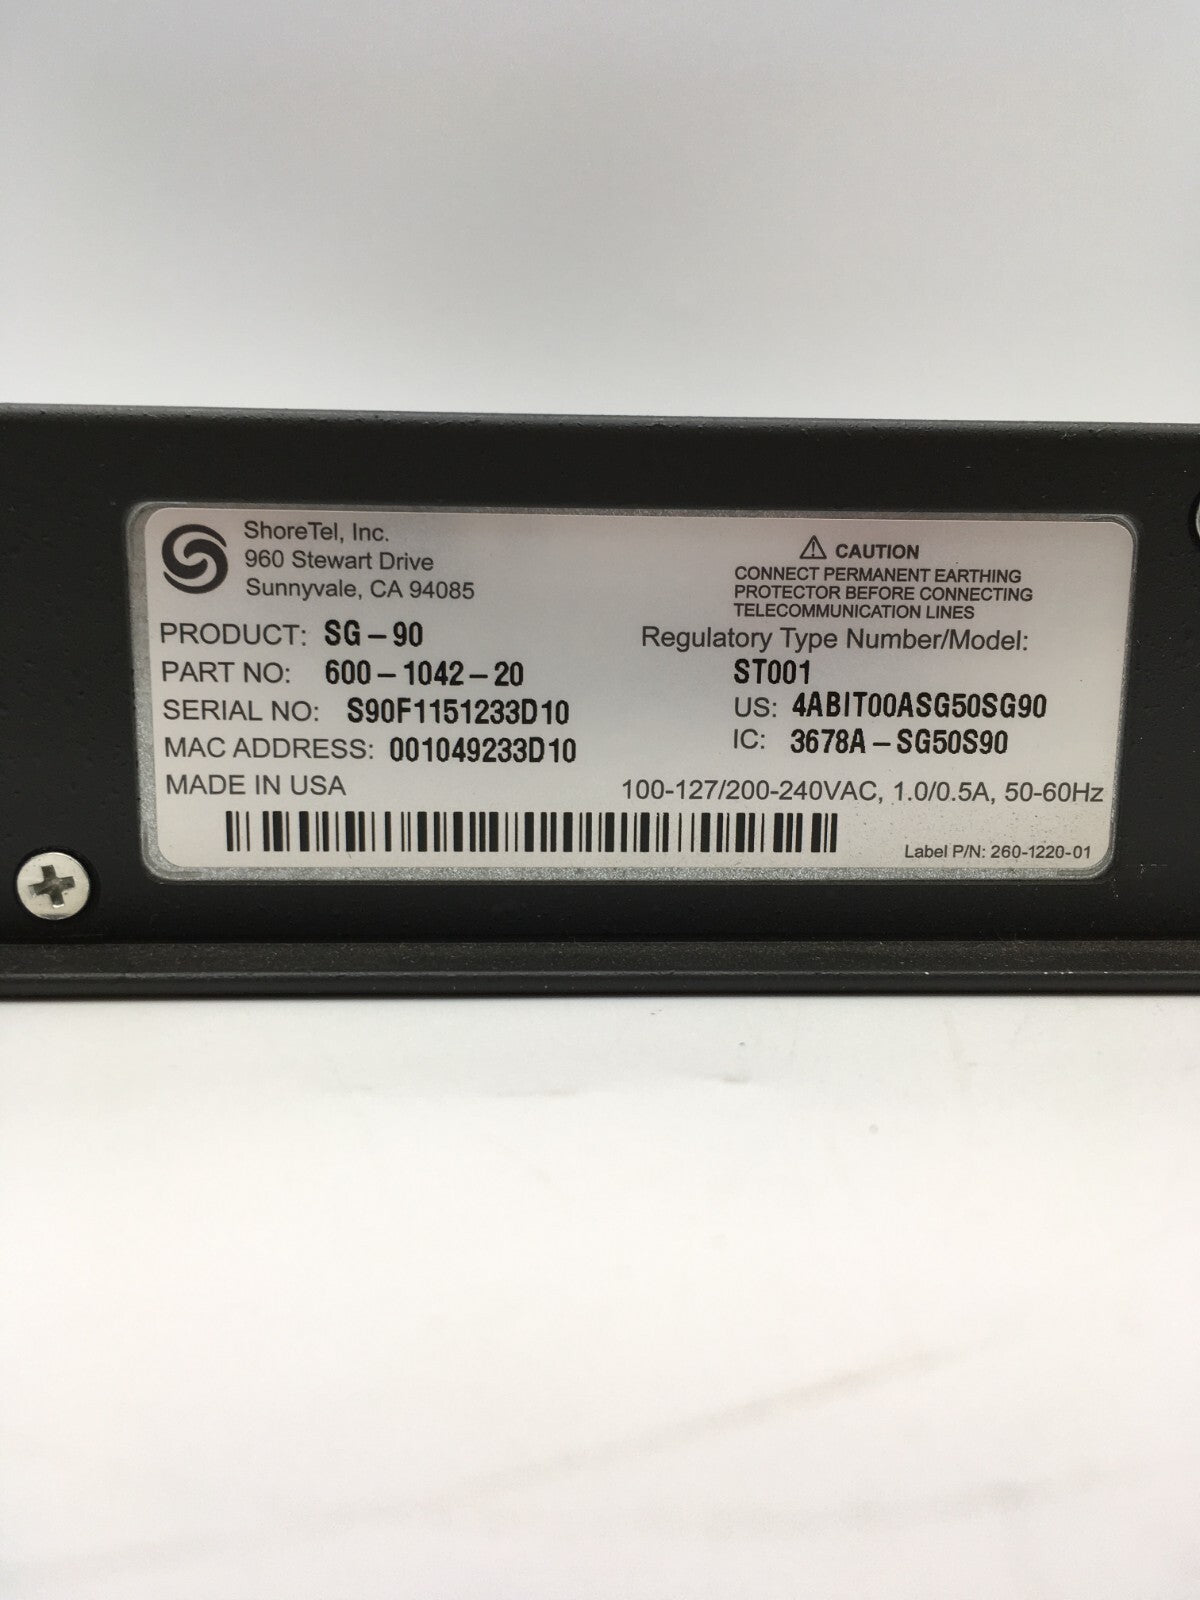 ShoreTel, Inc.
960 Stewart Drive
Sunnyvale, CA 94085
PRODUCT: SG-90
PART NO: 600-1042-20
SERIAL NO: S90F1151233D10
MAC ADDRESS: 001049233D10
MADE IN USA
CAUTION
CONNECT PERMANENT EARTHING
PROTECTOR BEFORE CONNECTING
TELECOMMUNICATION LINES
Regulatory Type Number/Model:
ST001
US: 4ABIT00ASG50SG90
IC: 3678A-SG50S90
100-127/200-240VAC, 1.0/0.5A, 50-60Hz
Label P/N: 260-1220-01